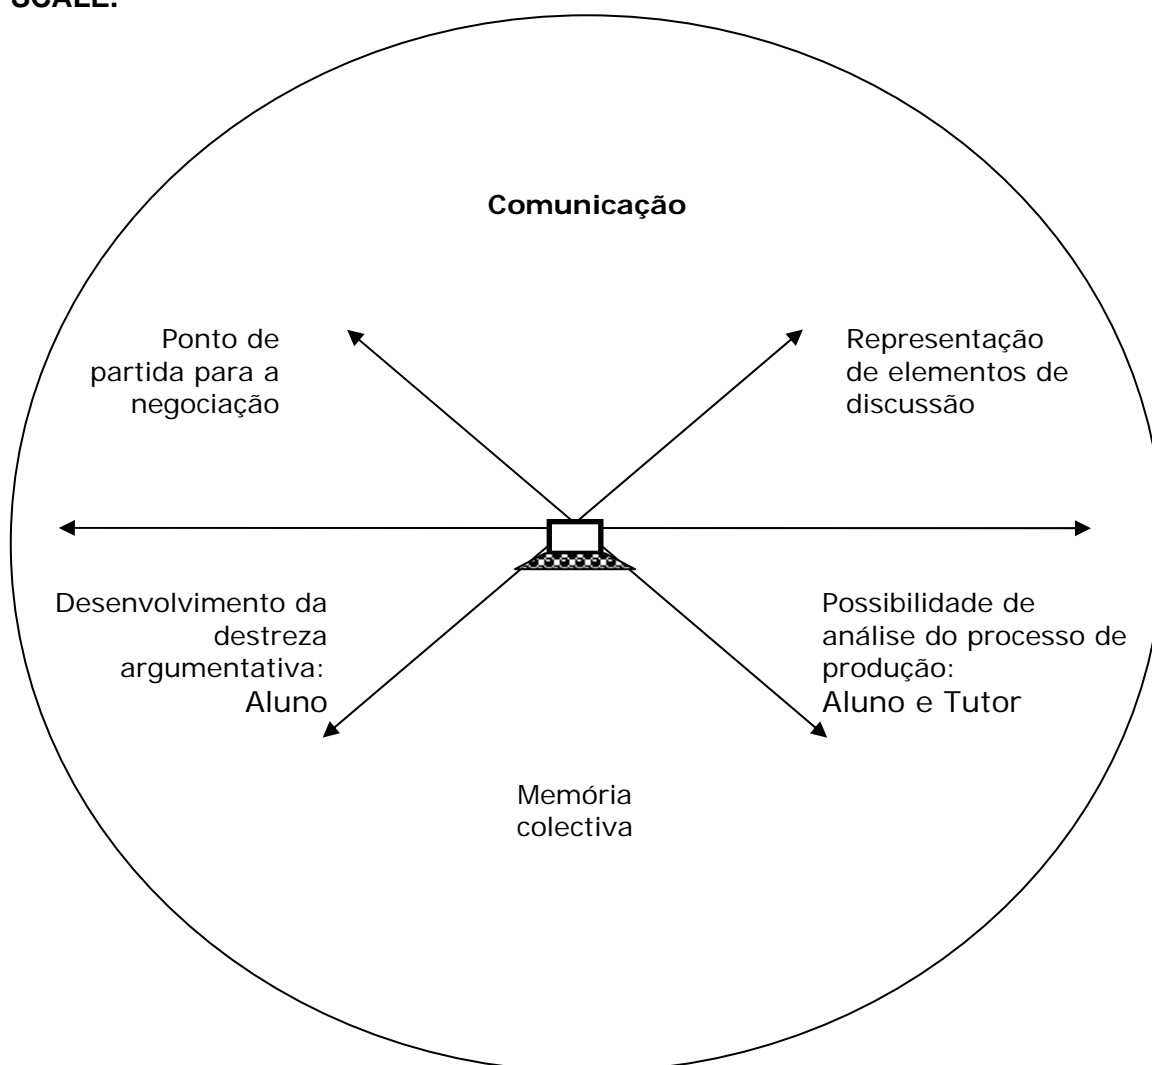 SCALE.
Comunicação
Ponto de
partida para a
negociação
Representação
de elementos de
discussão
Desenvolvimento da
destreza
argumentativa:
Aluno
Possibilidade de
análise do processo de
produção:
Aluno e Tutor
Memória
colectiva